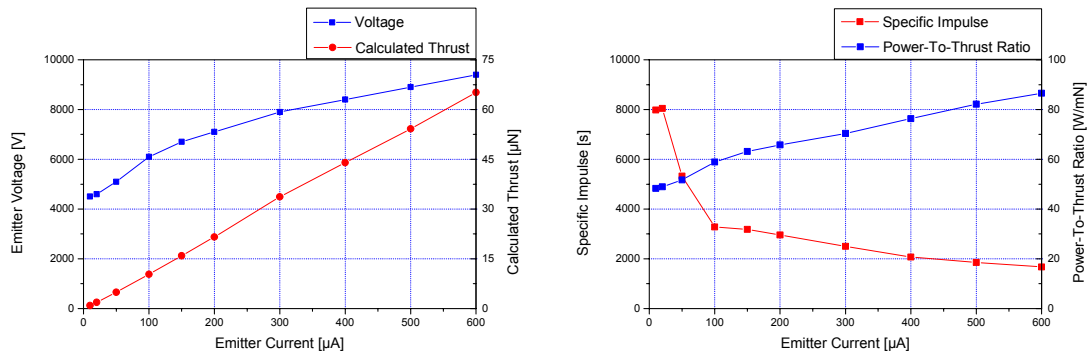 Voltage
Calculated Thrust
10000
8000
6000
4000
2000
0
Emitter Voltage [V]
75
60
45
30
15
0
Calculated Thrust [µN]
0 100 200 300 400 500 600
Emitter Current [µA]
Specific Impulse
Power-To-Thrust Ratio
10000
8000
6000
4000
2000
0
Specific Impulse [s]
100
80
60
40
20
0
Power-To-Thrust Ratio [W/mN]
0 100 200 300 400 500 600
Emitter Current [µA]